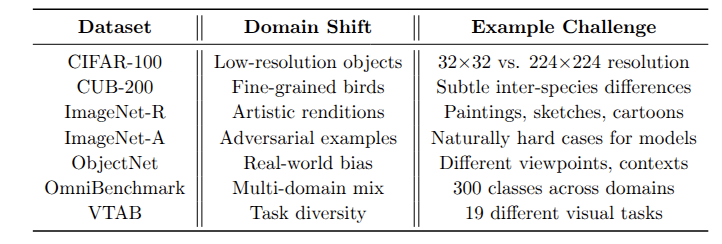 Dataset Domain Shift Example Challenge
CIFAR-100 Low-resolution objects 32×32 vs. 224×224 resolution
CUB-200 Fine-grained birds Subtle inter-species differences
ImageNet-R Artistic renditions Paintings, sketches, cartoons
ImageNet-A Adversarial examples Naturally hard cases for models
ObjectNet Real-world bias Different viewpoints, contexts
OmniBenchmark Multi-domain mix 300 classes across domains
VTAB Task diversity 19 different visual tasks